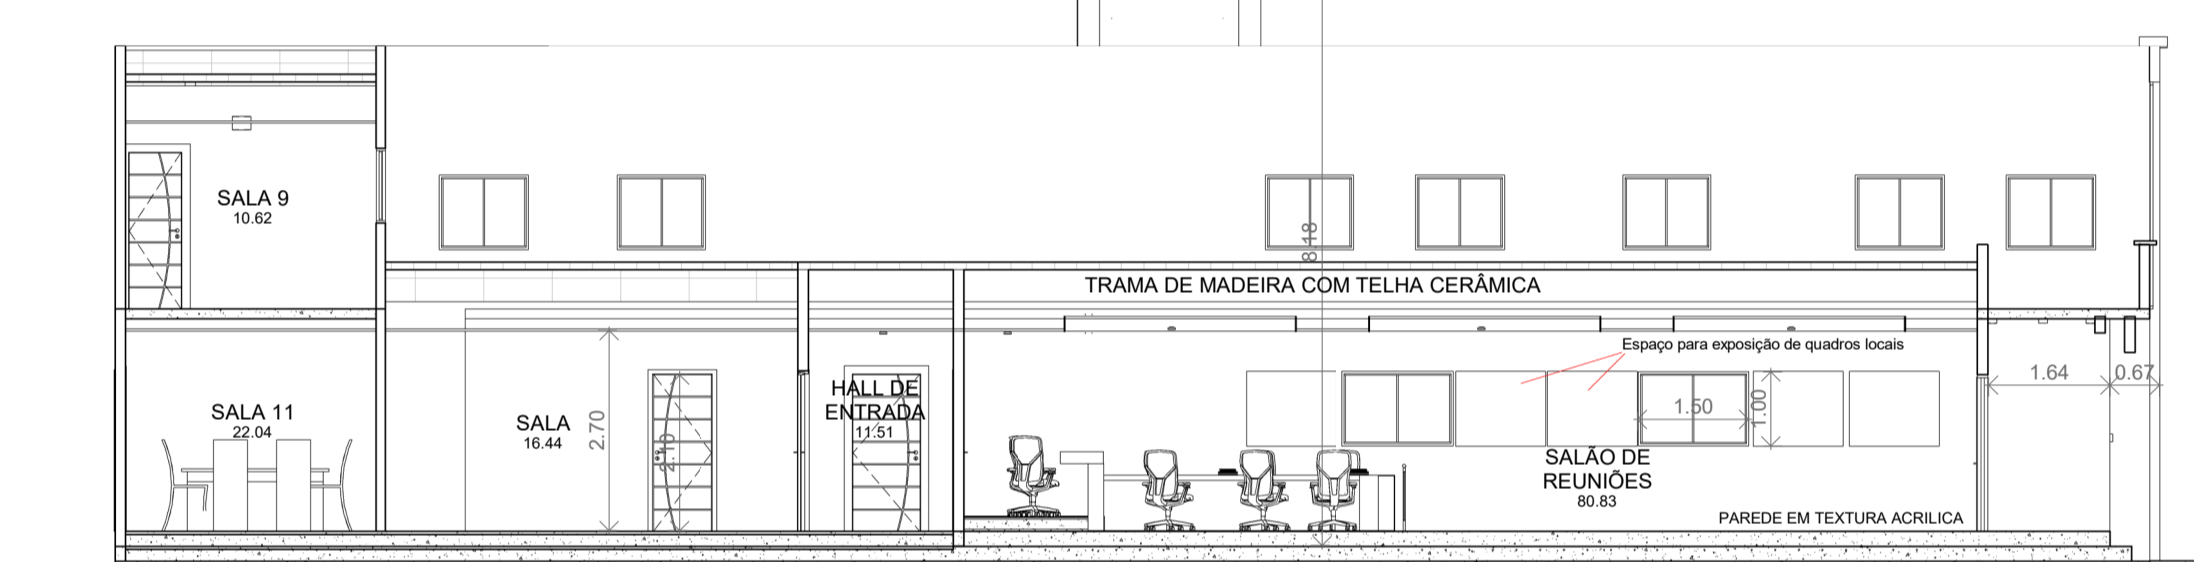 SALA 9
10.62
8.18
TRAMA DE MADEIRA COM TELHA CERÂMICA
Espaço para exposição de quadros locais
1.64
0.67
SALA 11
22.04
SALA
16.44
2.70
2.10
HALL DE
ENTRADA
11.51
1.50
1.00
SALÃO DE
REUNIÕES
80.83
PAREDE EM TEXTURA ACRILICA